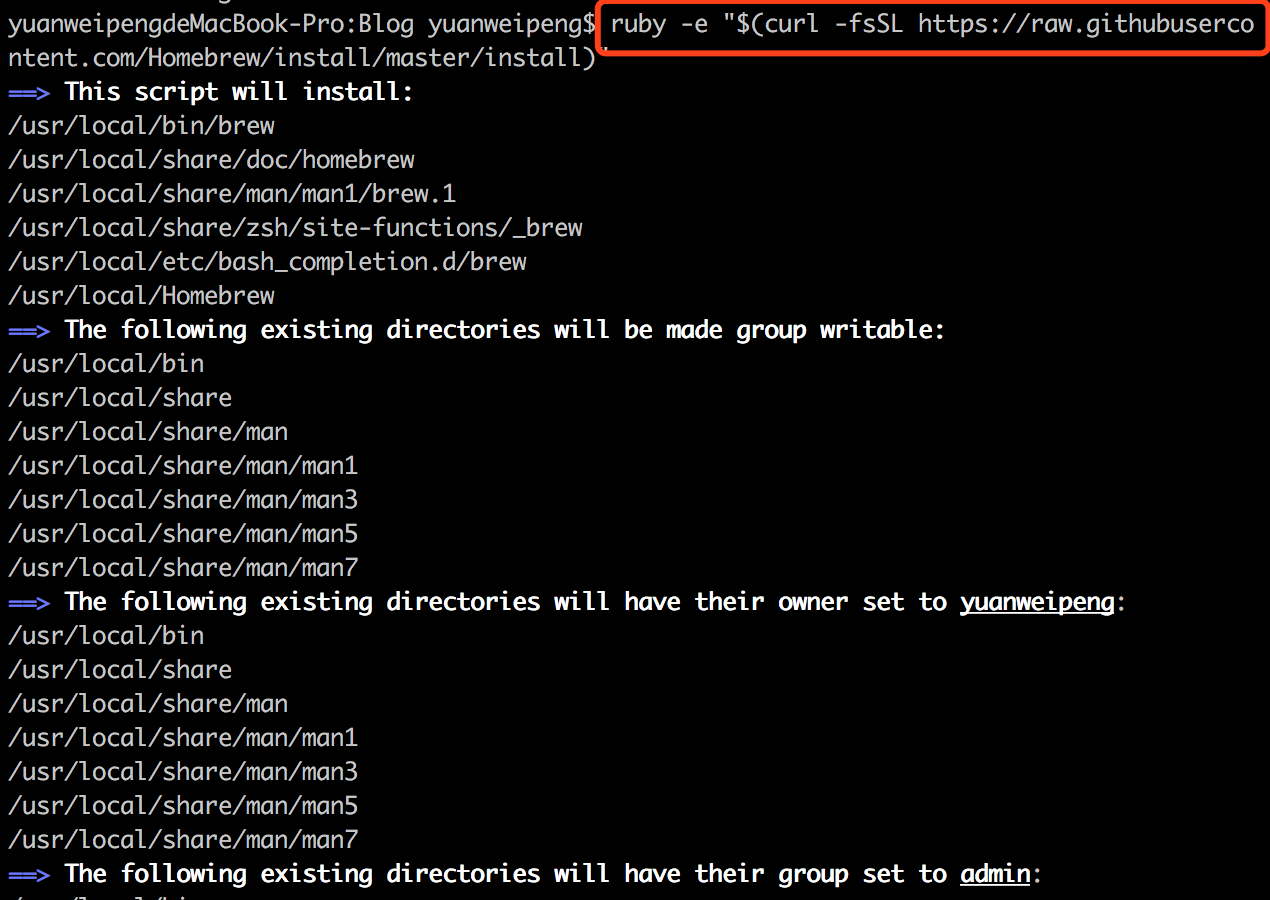 yuanweipengdeMacBook-Pro:Blog yuanweipeng$ ruby -e "$(curl -fsSL https://raw.githubuserco
ntent.com/Homebrew/install/master/install)"
==> This script will install:
/usr/local/bin/brew
/usr/local/share/doc/homebrew
/usr/local/share/man/man1/brew.1
/usr/local/share/zsh/site-functions/_brew
/usr/local/etc/bash_completion.d/brew
/usr/local/Homebrew
==> The following existing directories will be made group writable:
/usr/local/bin
/usr/local/share
/usr/local/share/man
/usr/local/share/man/man1
/usr/local/share/man/man3
/usr/local/share/man/man5
/usr/local/share/man/man7
==> The following existing directories will have their owner set to yuanweipeng:
/usr/local/bin
/usr/local/share
/usr/local/share/man
/usr/local/share/man/man1
/usr/local/share/man/man3
/usr/local/share/man/man5
/usr/local/share/man/man7
==> The following existing directories will have their group set to admin: